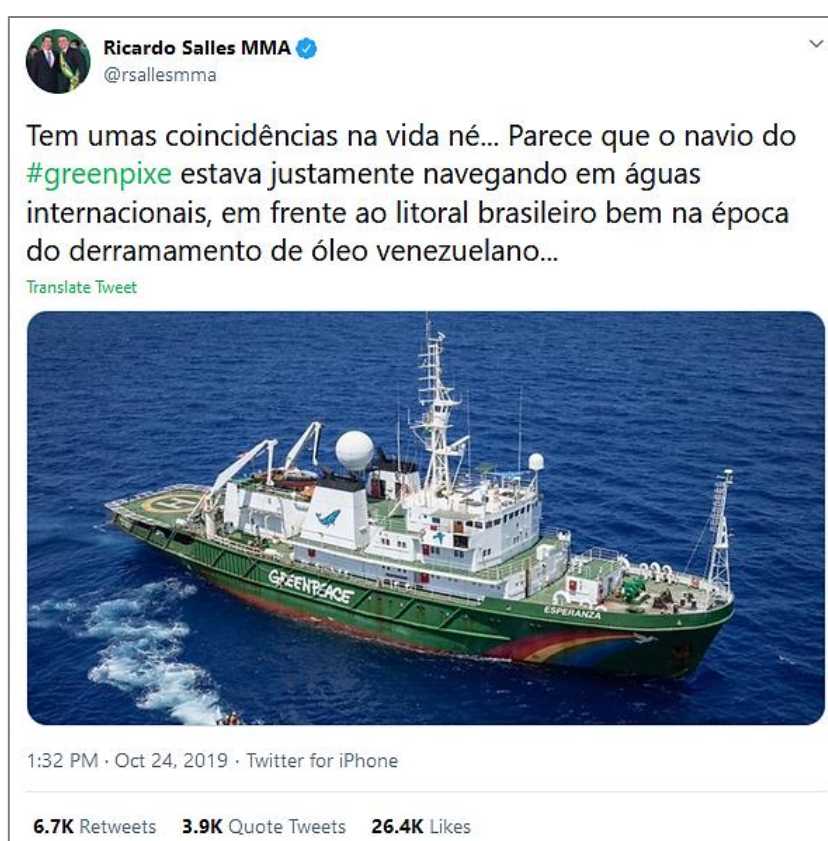 Ricardo Salles MMA
@rsallesmma
Tem umas coincidências na vida né... Parece que o navio do
#greenpixe estava justamente navegando em águas
internacionais, em frente ao litoral brasileiro bem na época
do derramamento de óleo venezuelano...
Translate Tweet
H
GREENPEACE
ESPERANZA
1:32 PM · Oct 24, 2019 · Twitter for iPhone
6.7K Retweets 3.9K Quote Tweets 26.4K Likes